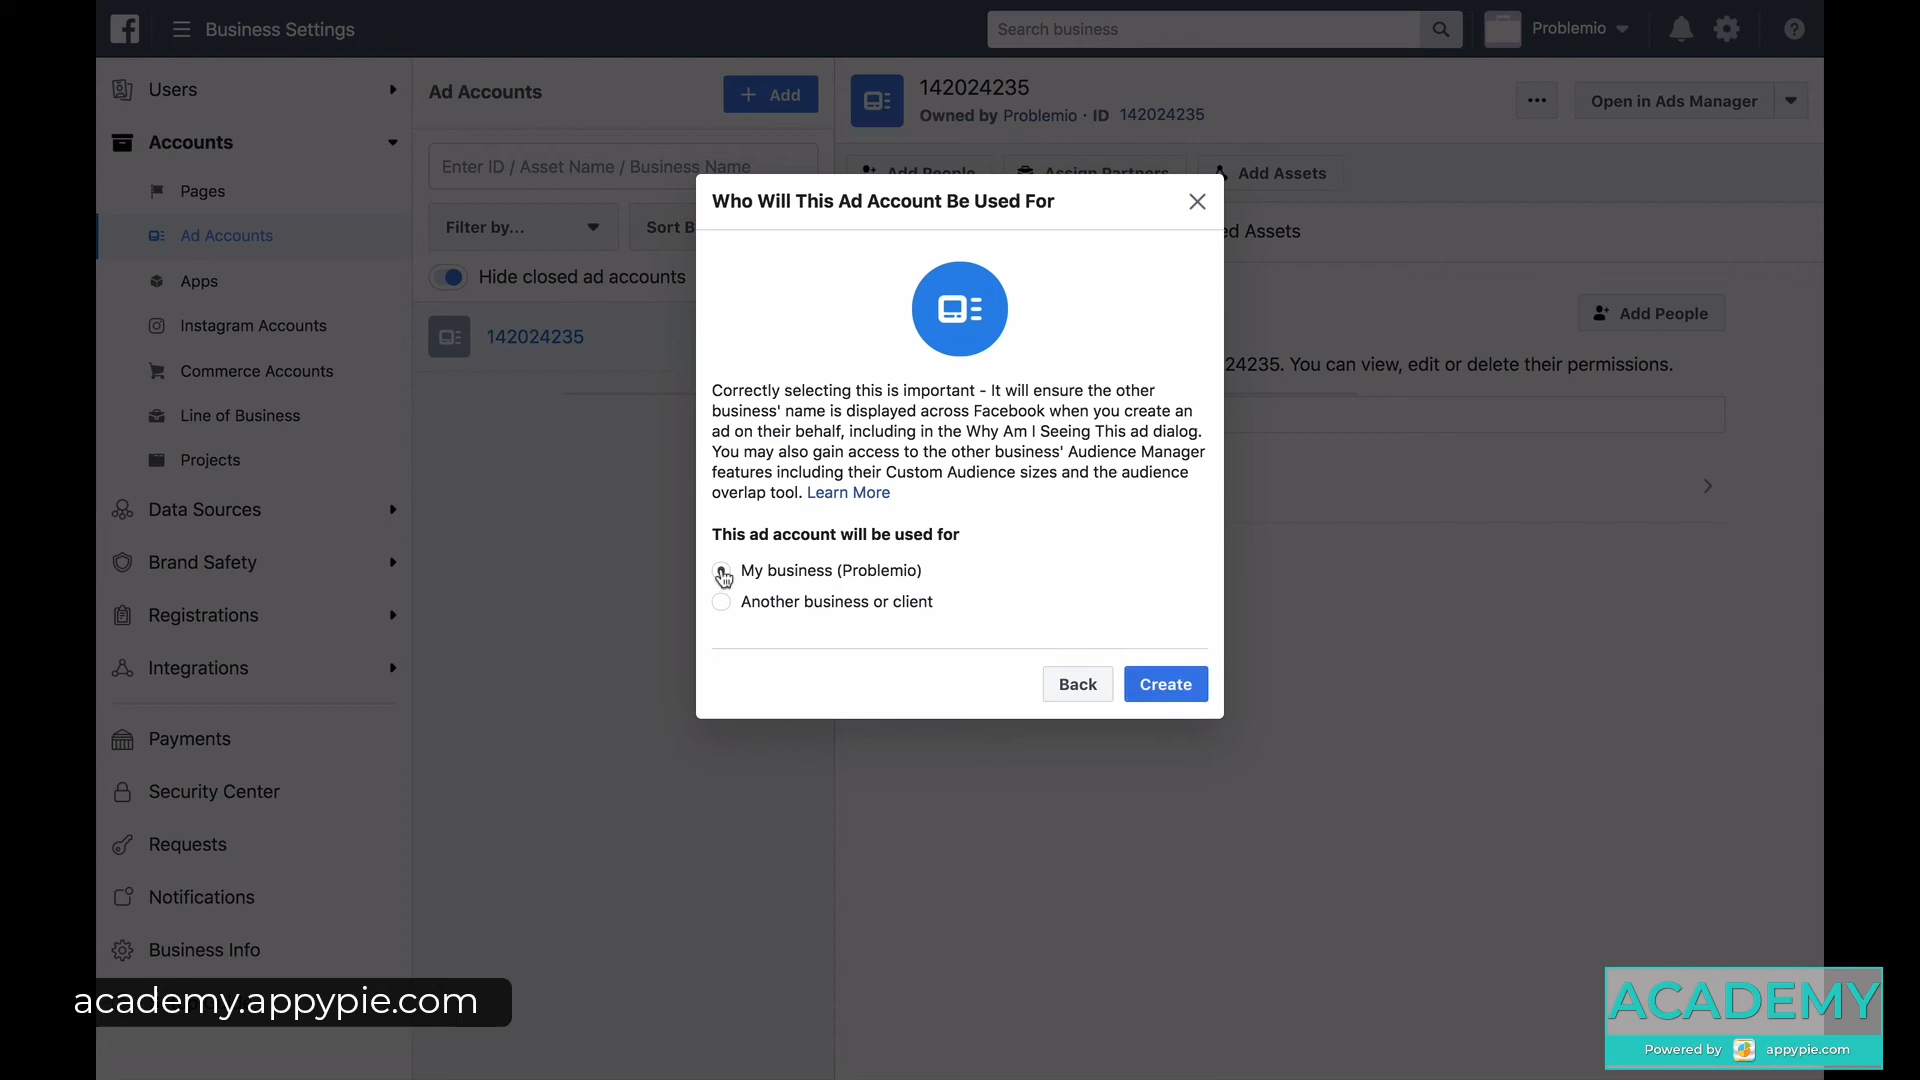 Business Settings
Search business
Problemio
Users
Accounts
Pages
Ad Accounts
Apps
Instagram Accounts
Commerce Accounts
Line of Business
Projects
Data Sources
Brand Safety
Registrations
Integrations
Payments
Security Center
Requests
Notifications
Business Info
Ad Accounts
+ Add
Enter ID / Asset Name / Business Name
Filter by...
Sort B
Hide closed ad accounts
142024235
142024235
Owned by Problemio · ID 142024235
Open in Ads Manager
Add People
Assign Partners
Add Assets
ed Assets
Add People
24235. You can view, edit or delete their permissions.
Who Will This Ad Account Be Used For
Correctly selecting this is important - It will ensure the other
business' name is displayed across Facebook when you create an
ad on their behalf, including in the Why Am I Seeing This ad dialog.
You may also gain access to the other business' Audience Manager
features including their Custom Audience sizes and the audience
overlap tool. Learn More
This ad account will be used for
My business (Problemio)
Another business or client
Back
Create
academy.appypie.com
ACADEMY
Powered by appypie.com